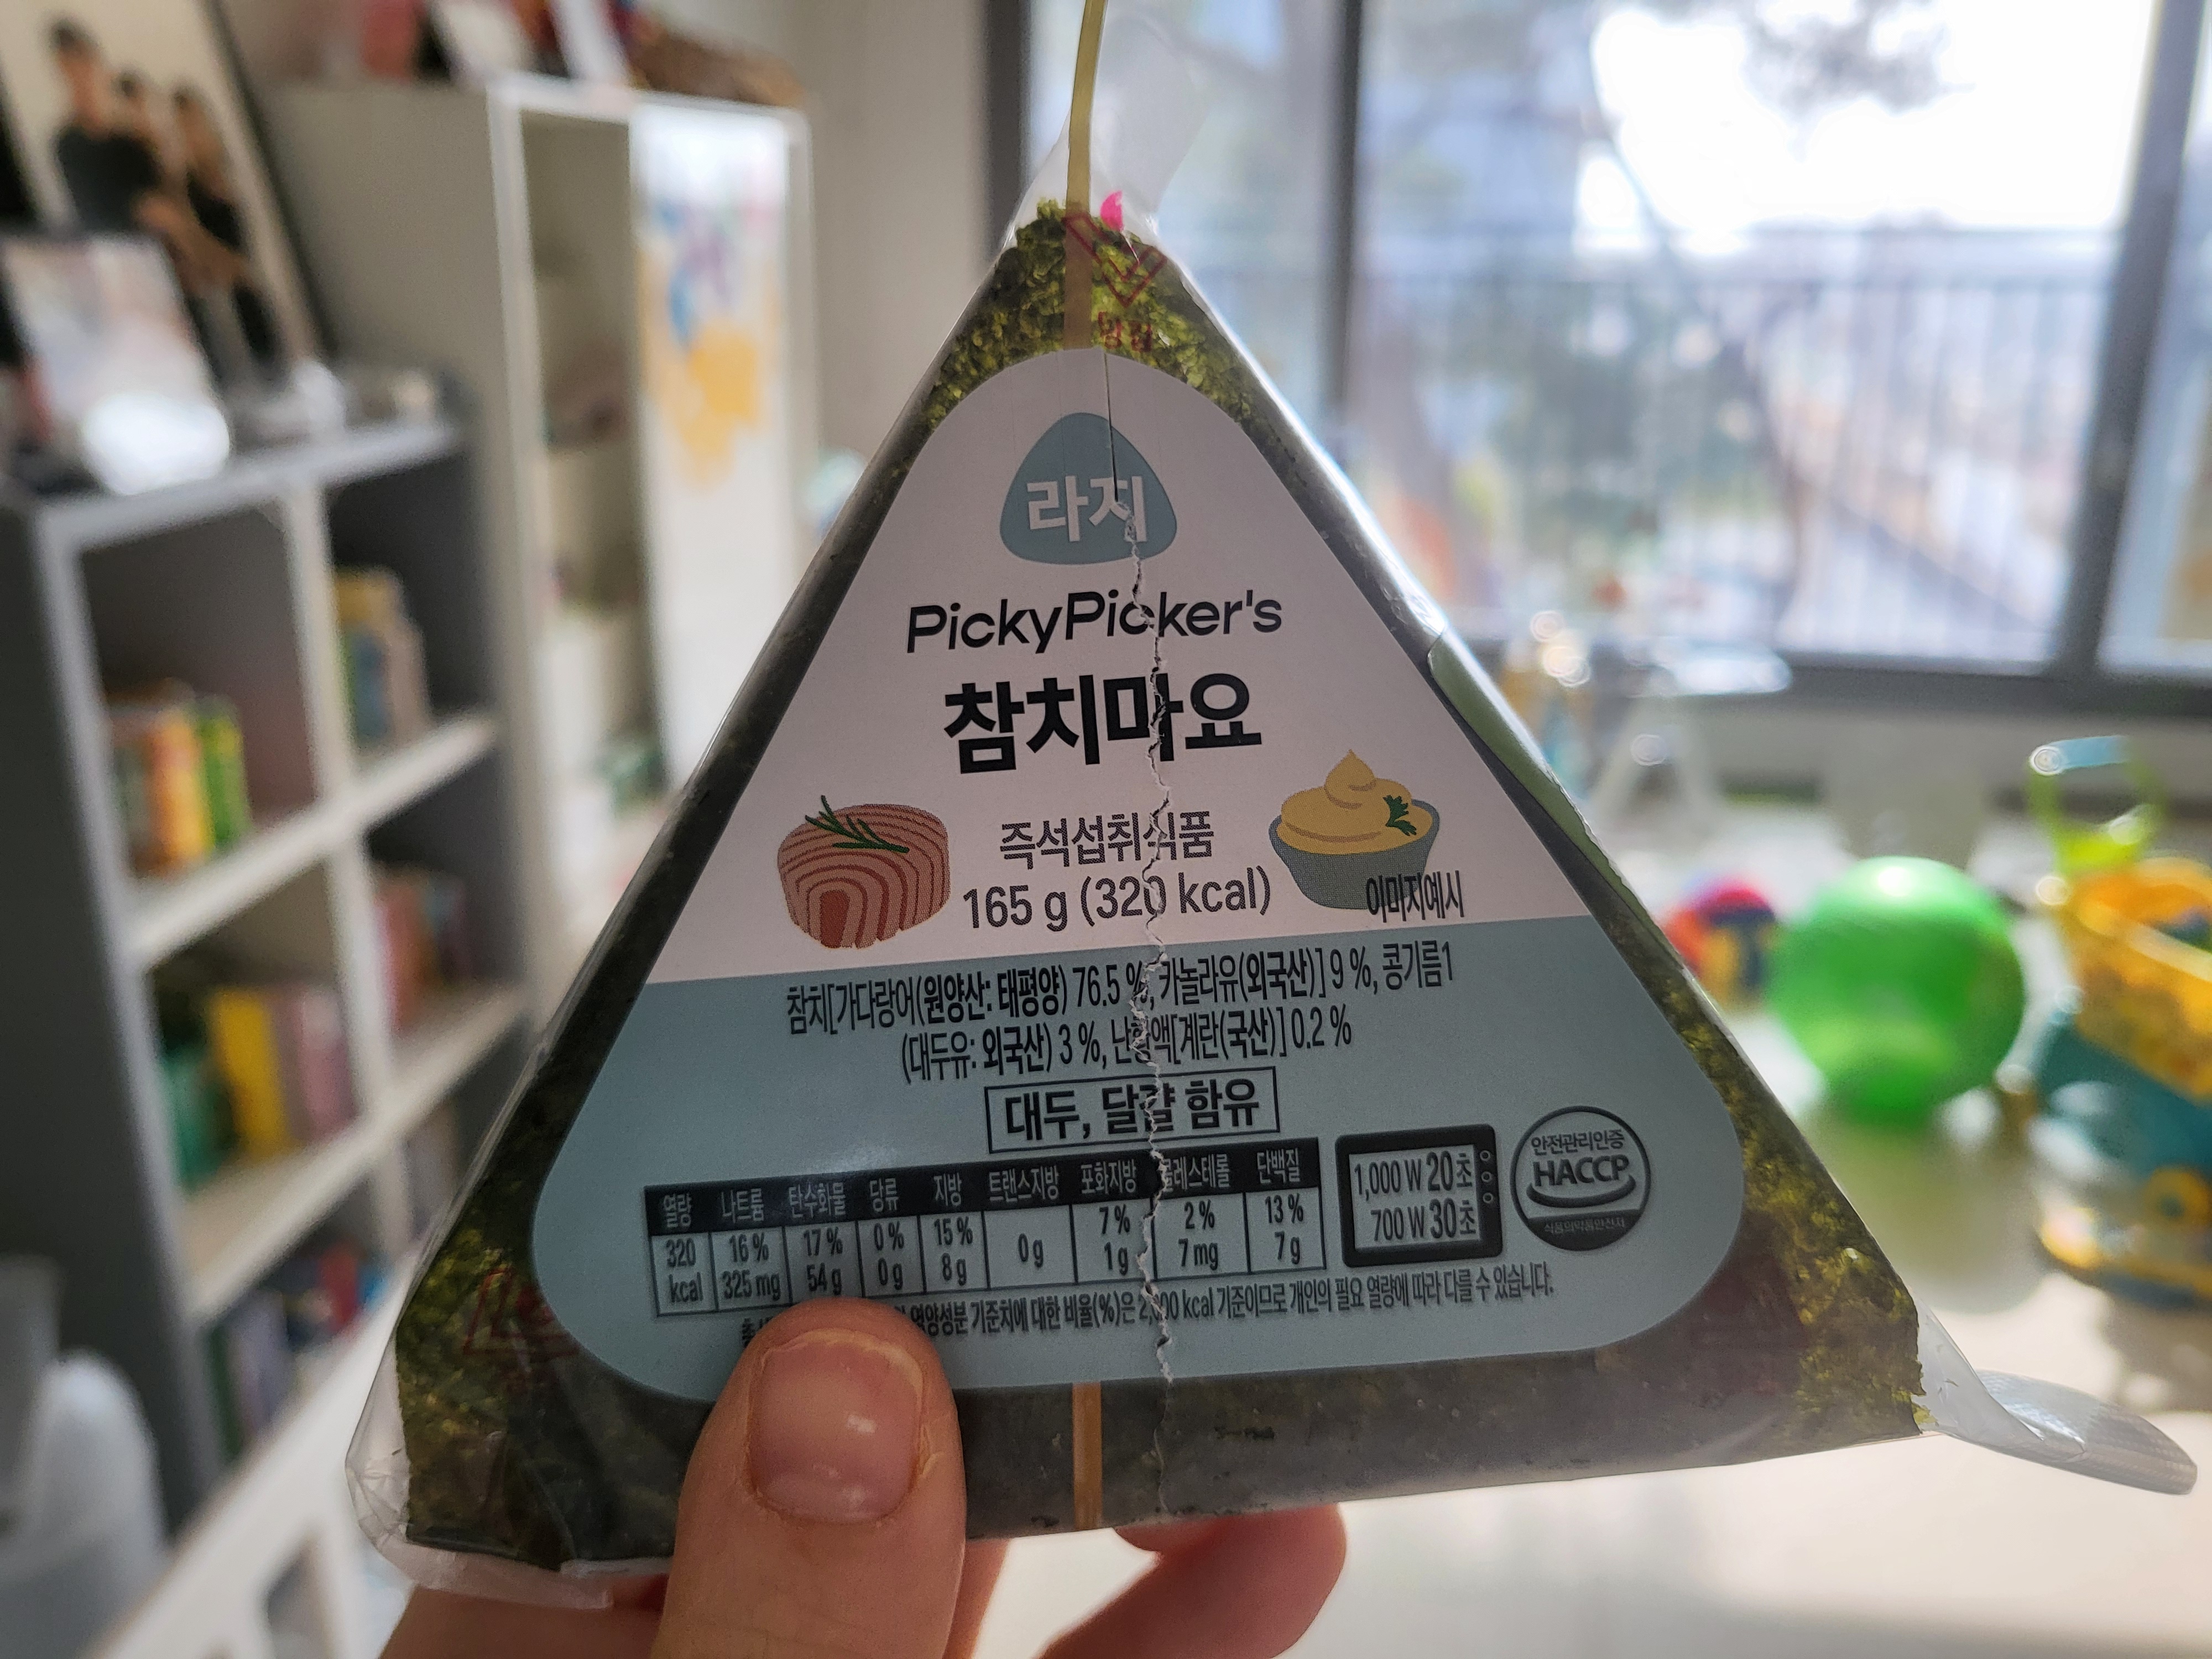 라지
PickyPicker's
참치마요
즉석섭취식품
165 g (320 kcal)
이미지예시
참치[가다랑어(원양산: 태평양) 76.5 %, 카놀라유(외국산)] 9 %, 콩기름1
(대두유: 외국산) 3 %, 난황액[계란(국산)] 0.2 %
대두, 달걀 함유
열량 나트륨 탄수화물 당류 지방 트랜스지방 포화지방 콜레스테롤 단백질
320 kcal 16 % 325 mg 17 % 54 g 0 % 0 g 15 % 8 g 0 g 7 % 1 g 2 % 7 mg 13 % 7 g
1,000 W 20초
700 W 30초
안전관리인증
HACCP
식품의약품안전처
영양성분 기준치에 대한 비율(%)은 2,000 kcal 기준이므로 개인의 필요 열량에 따라 다를 수 있습니다.